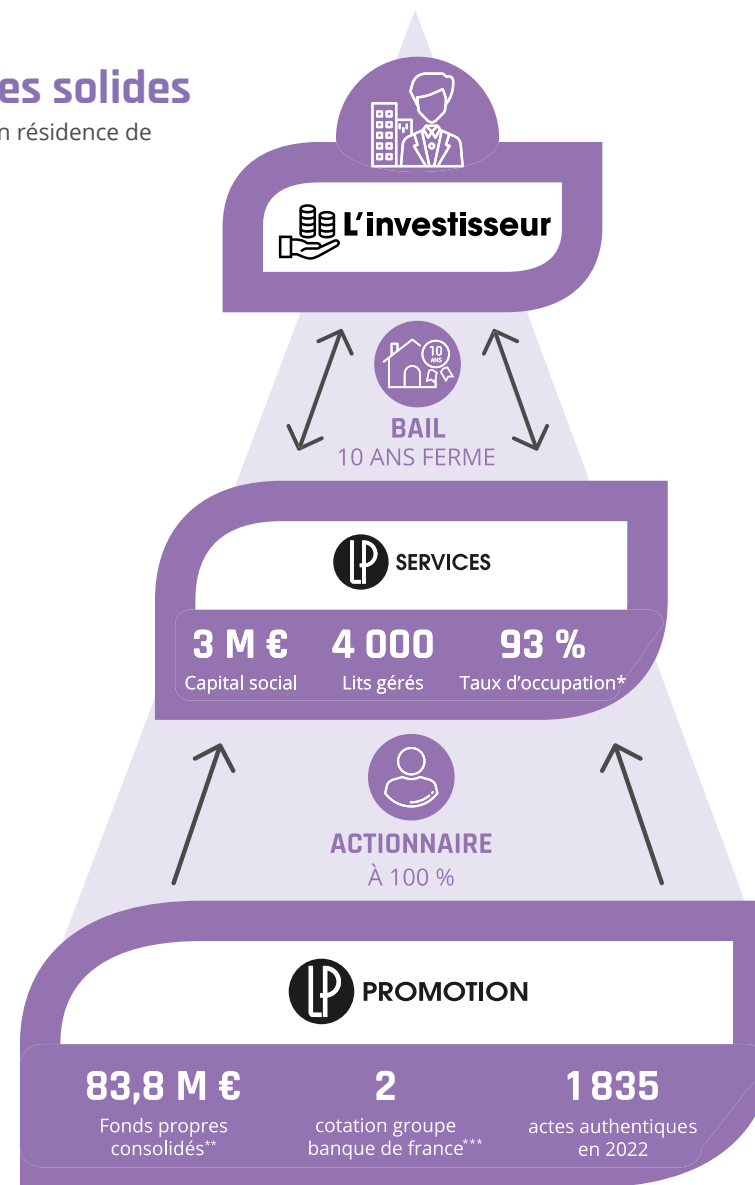 es solides
n résidence de
L'investisseur
10
ANS
BAIL
10 ANS FERME
LP SERVICES
3 M € 4 000 93 %
Capital social Lits gérés Taux d'occupation*
ACTIONNAIRE
À 100 %
LP PROMOTION
83,8 M € 2 1 835
Fonds propres cotation groupe actes authentiques
consolidés** banque de france*** en 2022